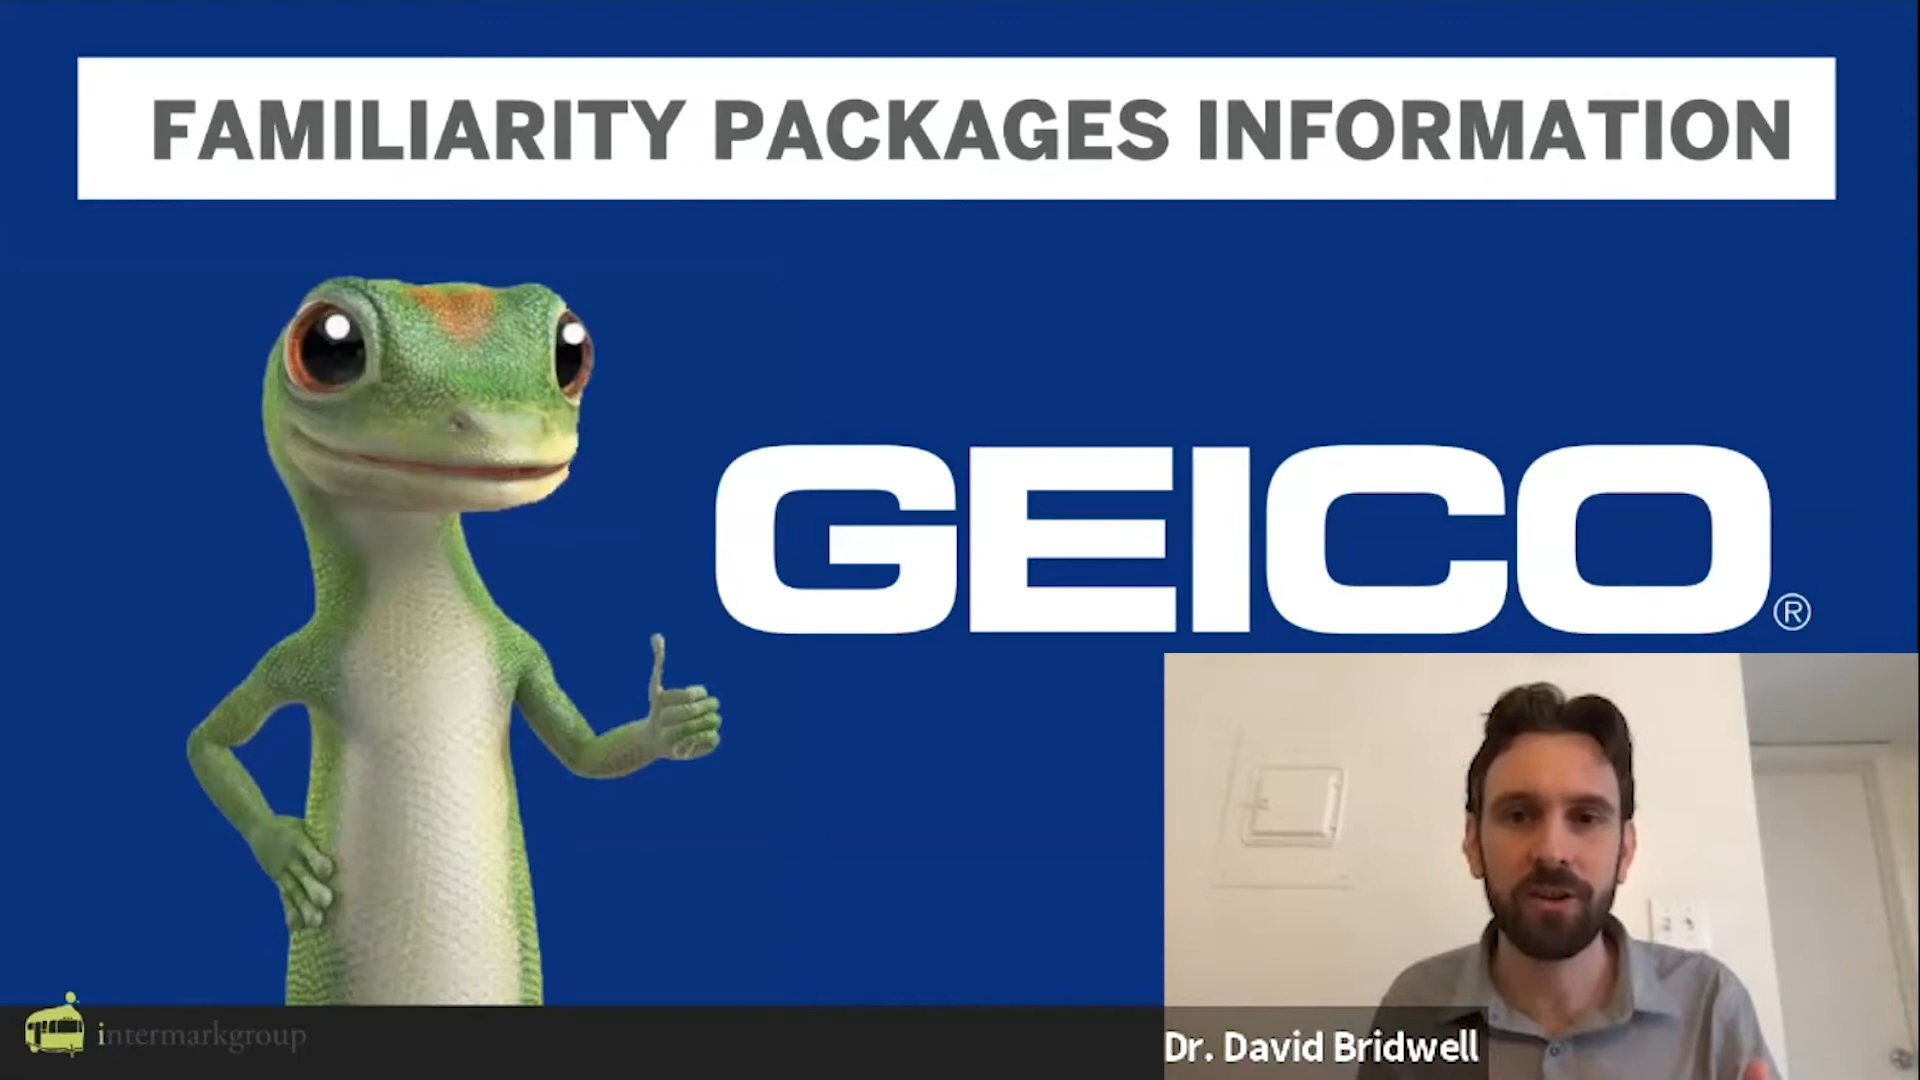 FAMILIARITY PACKAGES INFORMATION
GEICO®
intermarkgroup
Dr. David Bridwell